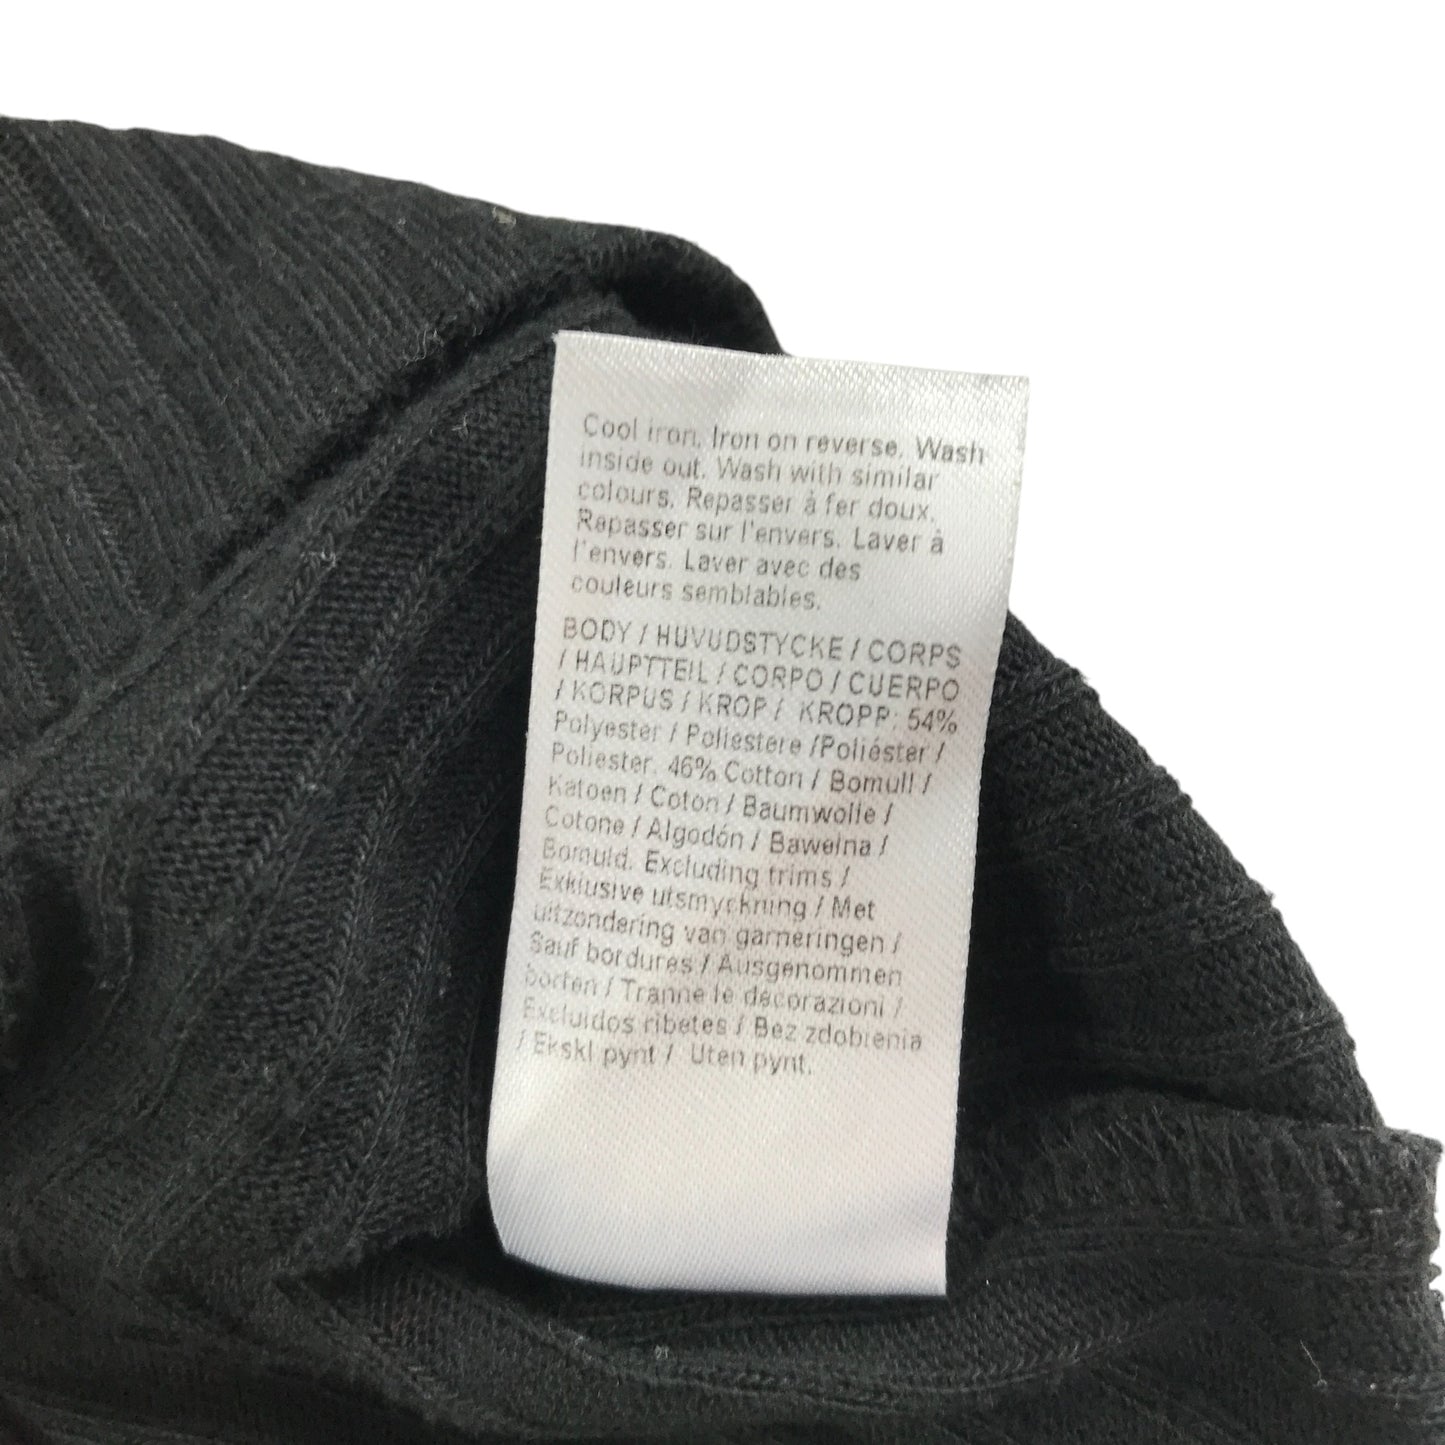 Cool iron. Iron on reverse. Wash
inside out. Wash with similar
colours. Repasser à fer doux.
Repasser sur l'envers. Laver à
l'envers. Laver avec des
couleurs semblables.
BODY / HUVUDSTYCKE / CORPS
/ HAUPTTEIL / CORPO / CUERPO
/ KORPUS / KROP / KROPP: 54%
Polyester / Poliestere /Poliéster /
Poliester. 46% Cotton / Bomull /
Katoen / Coton / Baumwolle /
Cotone / Algodón / Bawełna /
Bomuld. Excluding trims /
Exklusive utsmyckning / Met
uitzondering van garneringen /
Sauf bordures / Ausgenommen
borten / Tranne le decorazioni /
Excluidos ribetes / Bez zdobienia
/ Ekskl pynt / Uten pynt.